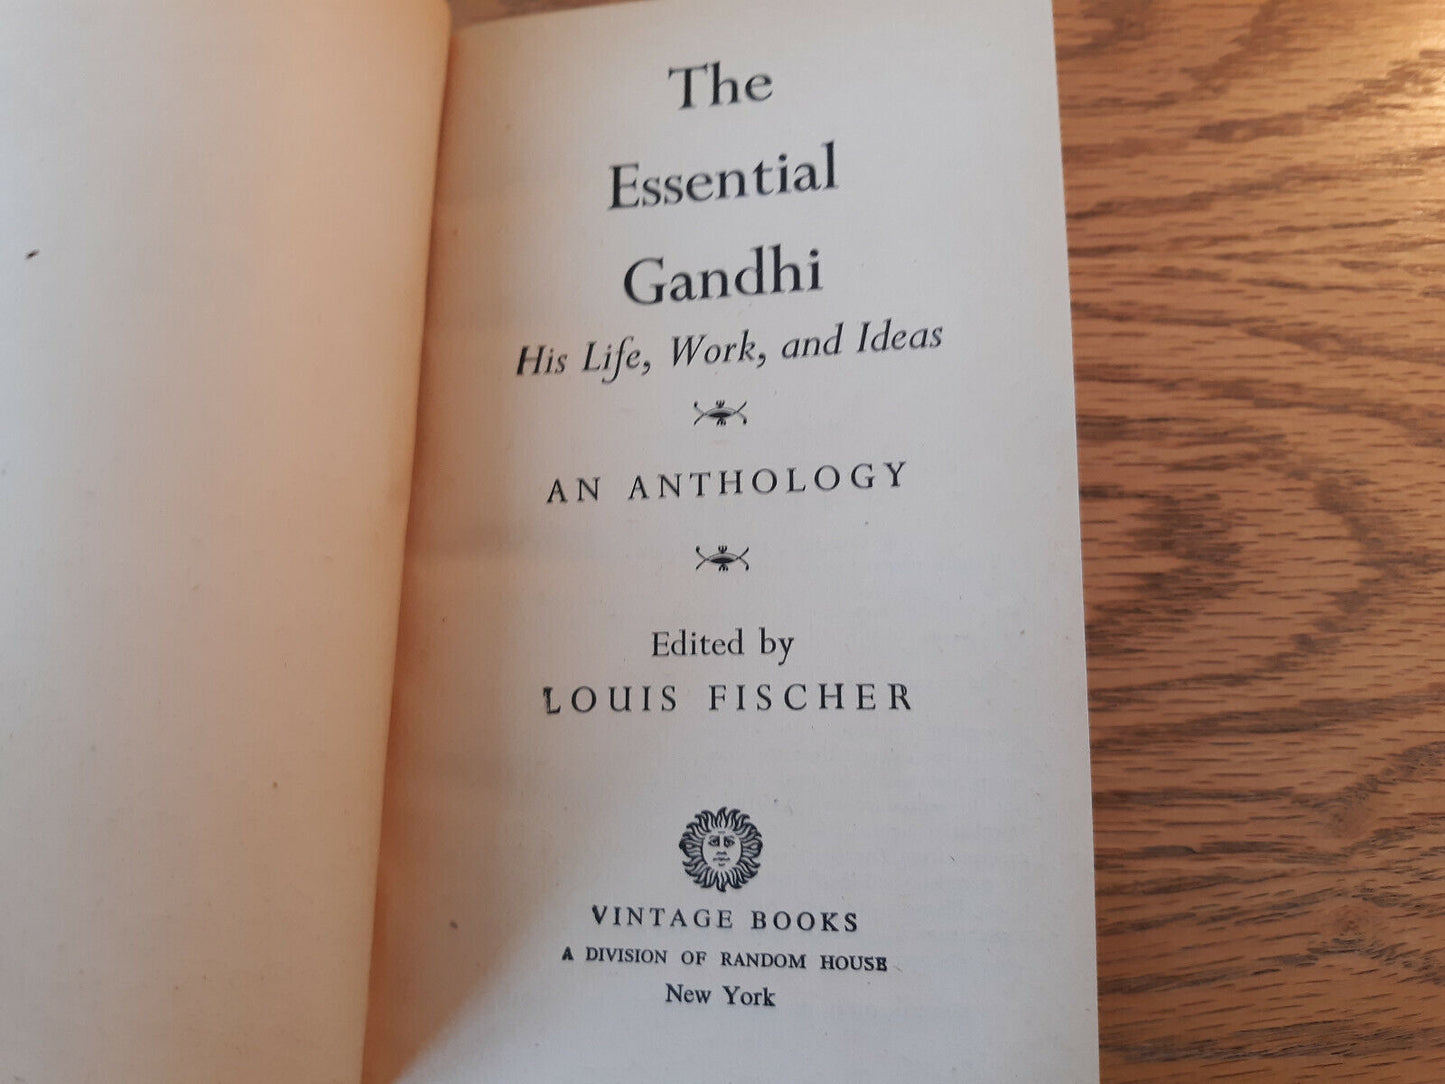 The
Essential
Gandhi
His Life, Work, and Ideas
AN ANTHOLOGY
Edited by
LOUIS FISCHER
VINTAGE BOOKS
A DIVISION OF RANDOM HOUSE
New York